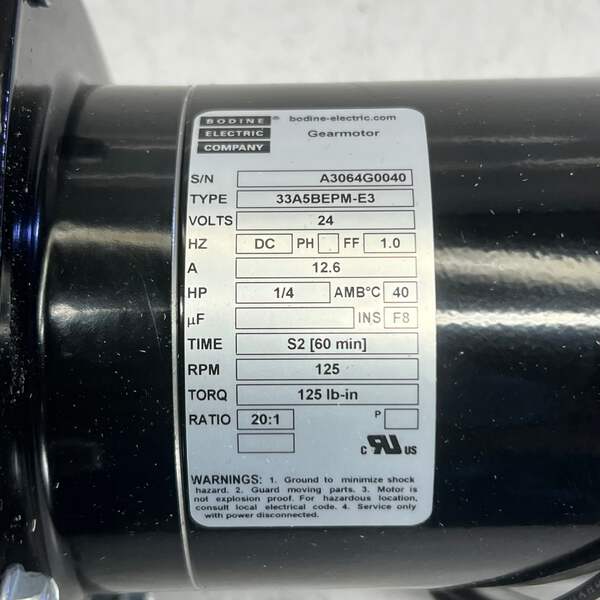 BODINE ® bodine-electric.com
ELECTRIC Gearmotor
COMPANY
S/N A3064G0040
TYPE 33A5BEPM-E3
VOLTS 24
HZ DC PH FF 1.0
A 12.6
HP 1/4 AMB°C 40
µF INS F8
TIME S2 [60 min]
RPM 125
TORQ 125 lb-in
RATIO 20:1 P
c RU US
WARNINGS: 1. Ground to minimize shock
hazard. 2. Guard moving parts. 3. Motor is
not explosion proof. For hazardous location,
consult local electrical code. 4. Service only
with power disconnected.